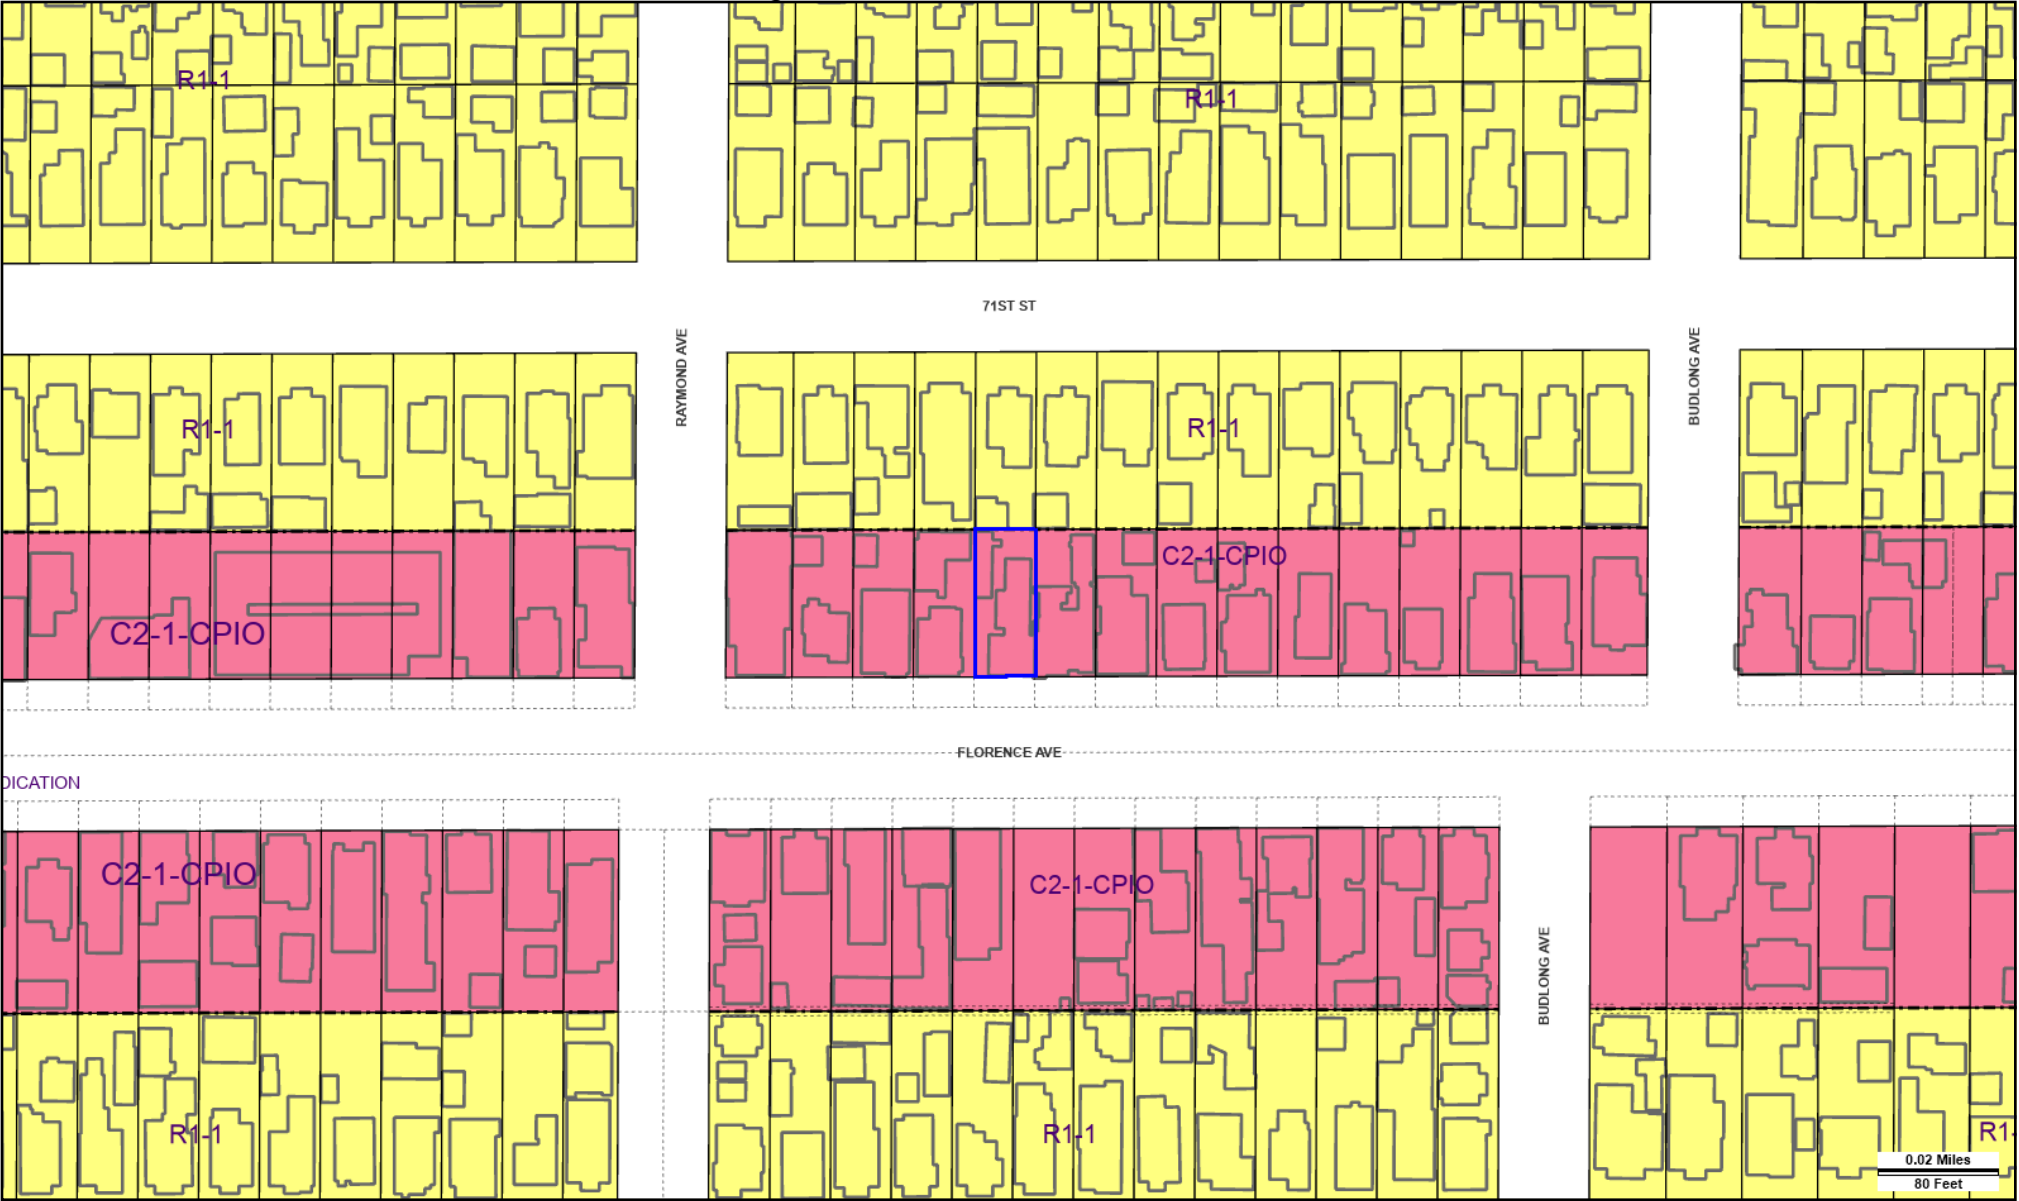 R1-1
R1-1
71ST ST
RAYMOND AVE
BUDLONG AVE
R1-1
R1-1
C2-1-CPIO
C2-1-CPIO
FLORENCE AVE
DICATION
C2-1-CPIO
C2-1-CPIO
BUDLONG AVE
R1-1
R1-1
R1-
0.02 Miles
80 Feet